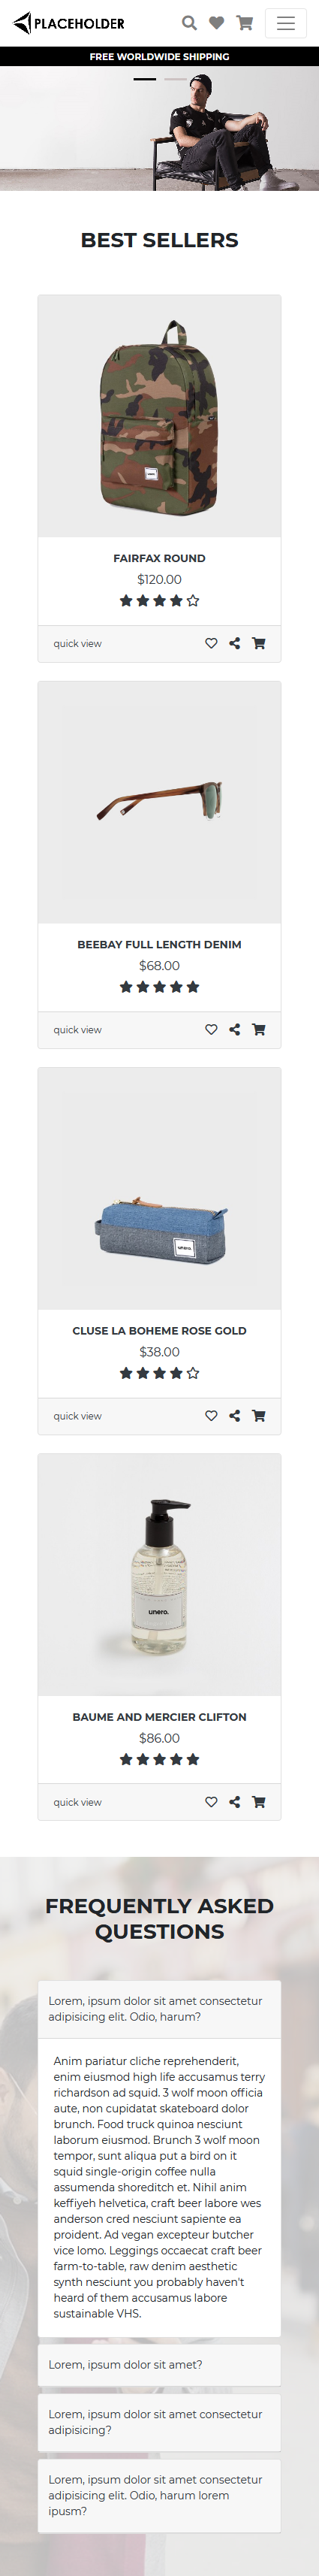 PLACEHOLDER
FREE WORLDWIDE SHIPPING
BEST SELLERS
FAIRFAX ROUND
$120.00
quick view
BEEBAY FULL LENGTH DENIM
$68.00
quick view
unero.
CLUSE LA BOHEME ROSE GOLD
$38.00
quick view
unero.
BAUME AND MERCIER CLIFTON
$86.00
quick view
FREQUENTLY ASKED
QUESTIONS
Lorem, ipsum dolor sit amet consectetur
adipisicing elit. Odio, harum?
Anim pariatur cliche reprehenderit,
enim eiusmod high life accusamus terry
richardson ad squid. 3 wolf moon officia
aute, non cupidatat skateboard dolor
brunch. Food truck quinoa nesciunt
laborum eiusmod. Brunch 3 wolf moon
tempor, sunt aliqua put a bird on it
squid single-origin coffee nulla
assumenda shoreditch et. Nihil anim
keffiyeh helvetica, craft beer labore wes
anderson cred nesciunt sapiente ea
proident. Ad vegan excepteur butcher
vice lomo. Leggings occaecat craft beer
farm-to-table, raw denim aesthetic
synth nesciunt you probably haven't
heard of them accusamus labore
sustainable VHS.
Lorem, ipsum dolor sit amet?
Lorem, ipsum dolor sit amet consectetur
adipisicing?
Lorem, ipsum dolor sit amet consectetur
adipisicing elit. Odio, harum lorem
ipusm?